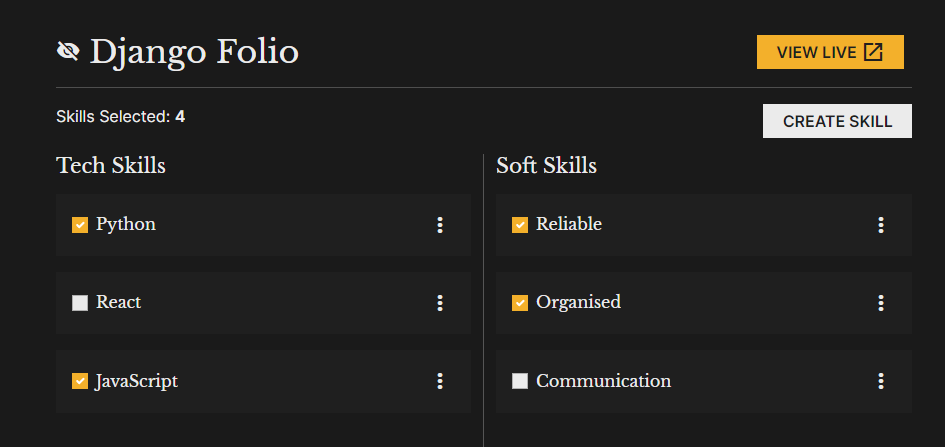 Django Folio
VIEW LIVE
Skills Selected: 4
CREATE SKILL
Tech Skills
Python
React
JavaScript
Soft Skills
Reliable
Organised
Communication